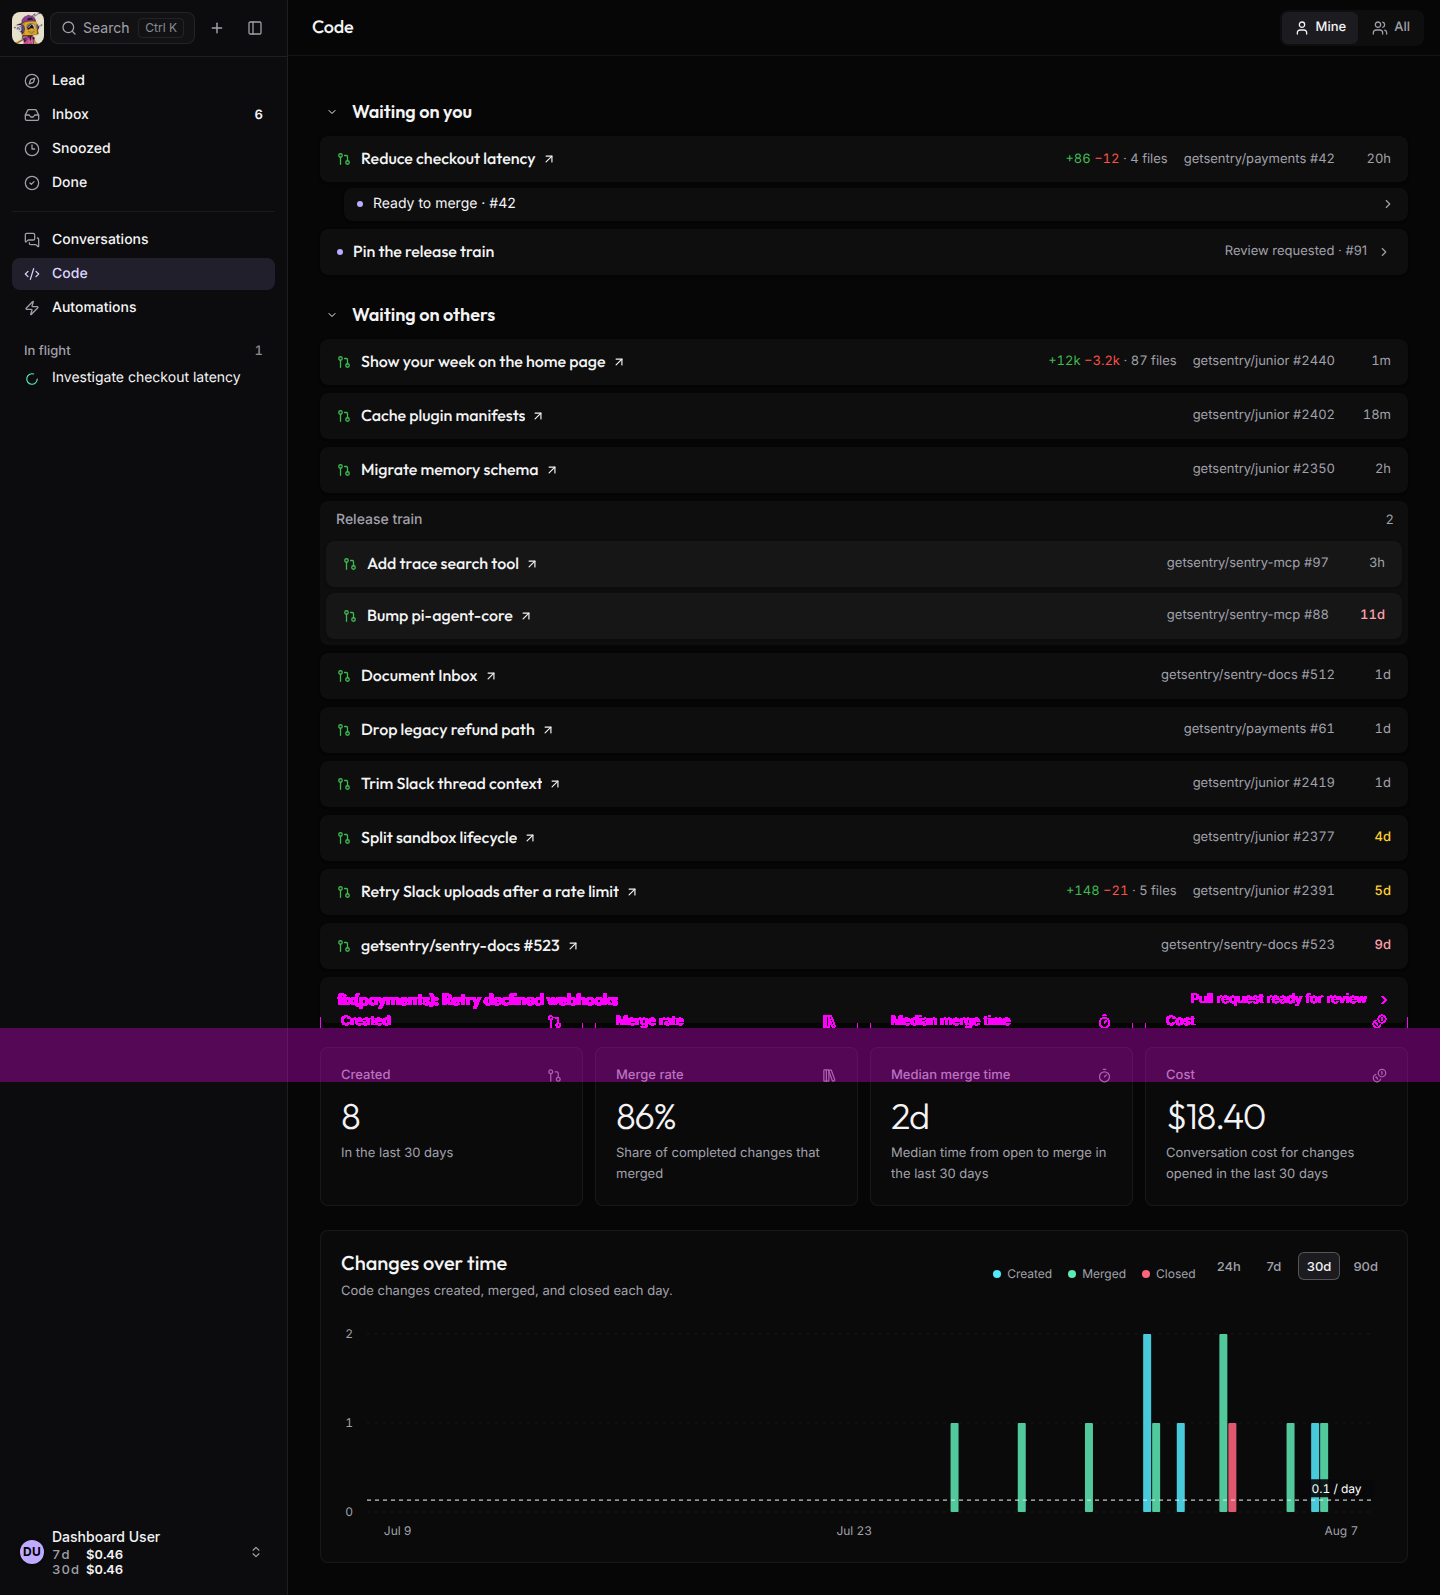 Search Ctrl K
Code
Mine All
Lead
Inbox 6
Snoozed
Done
Conversations
Code
Automations
In flight 1
Investigate checkout latency
Waiting on you
Reduce checkout latency +86 −12 · 4 files getsentry/payments #42 20h
Ready to merge · #42
Pin the release train Review requested · #91
Waiting on others
Show your week on the home page +12k −3.2k · 87 files getsentry/junior #2440 1m
Cache plugin manifests getsentry/junior #2402 18m
Migrate memory schema getsentry/junior #2350 2h
Release train 2
Add trace search tool getsentry/sentry-mcp #97 3h
Bump pi-agent-core getsentry/sentry-mcp #88 11d
Document Inbox getsentry/sentry-docs #512 1d
Drop legacy refund path getsentry/payments #61 1d
Trim Slack thread context getsentry/junior #2419 1d
Split sandbox lifecycle getsentry/junior #2377 4d
Retry Slack uploads after a rate limit +148 −21 · 5 files getsentry/junior #2391 5d
getsentry/sentry-docs #523 getsentry/sentry-docs #523 9d
fix(payments): Retry declined webhooks Pull request ready for review
Created Merge rate Median merge time Cost
Created Merge rate Median merge time Cost
8 86% 2d $18.40
In the last 30 days Share of completed changes that Median time from open to merge in Conversation cost for changes
merged the last 30 days opened in the last 30 days
Changes over time
Created Merged Closed 24h 7d 30d 90d
Code changes created, merged, and closed each day.
2
1
0.1 / day
0
Jul 9 Jul 23 Aug 7
Dashboard User
DU
7d $0.46
30d $0.46